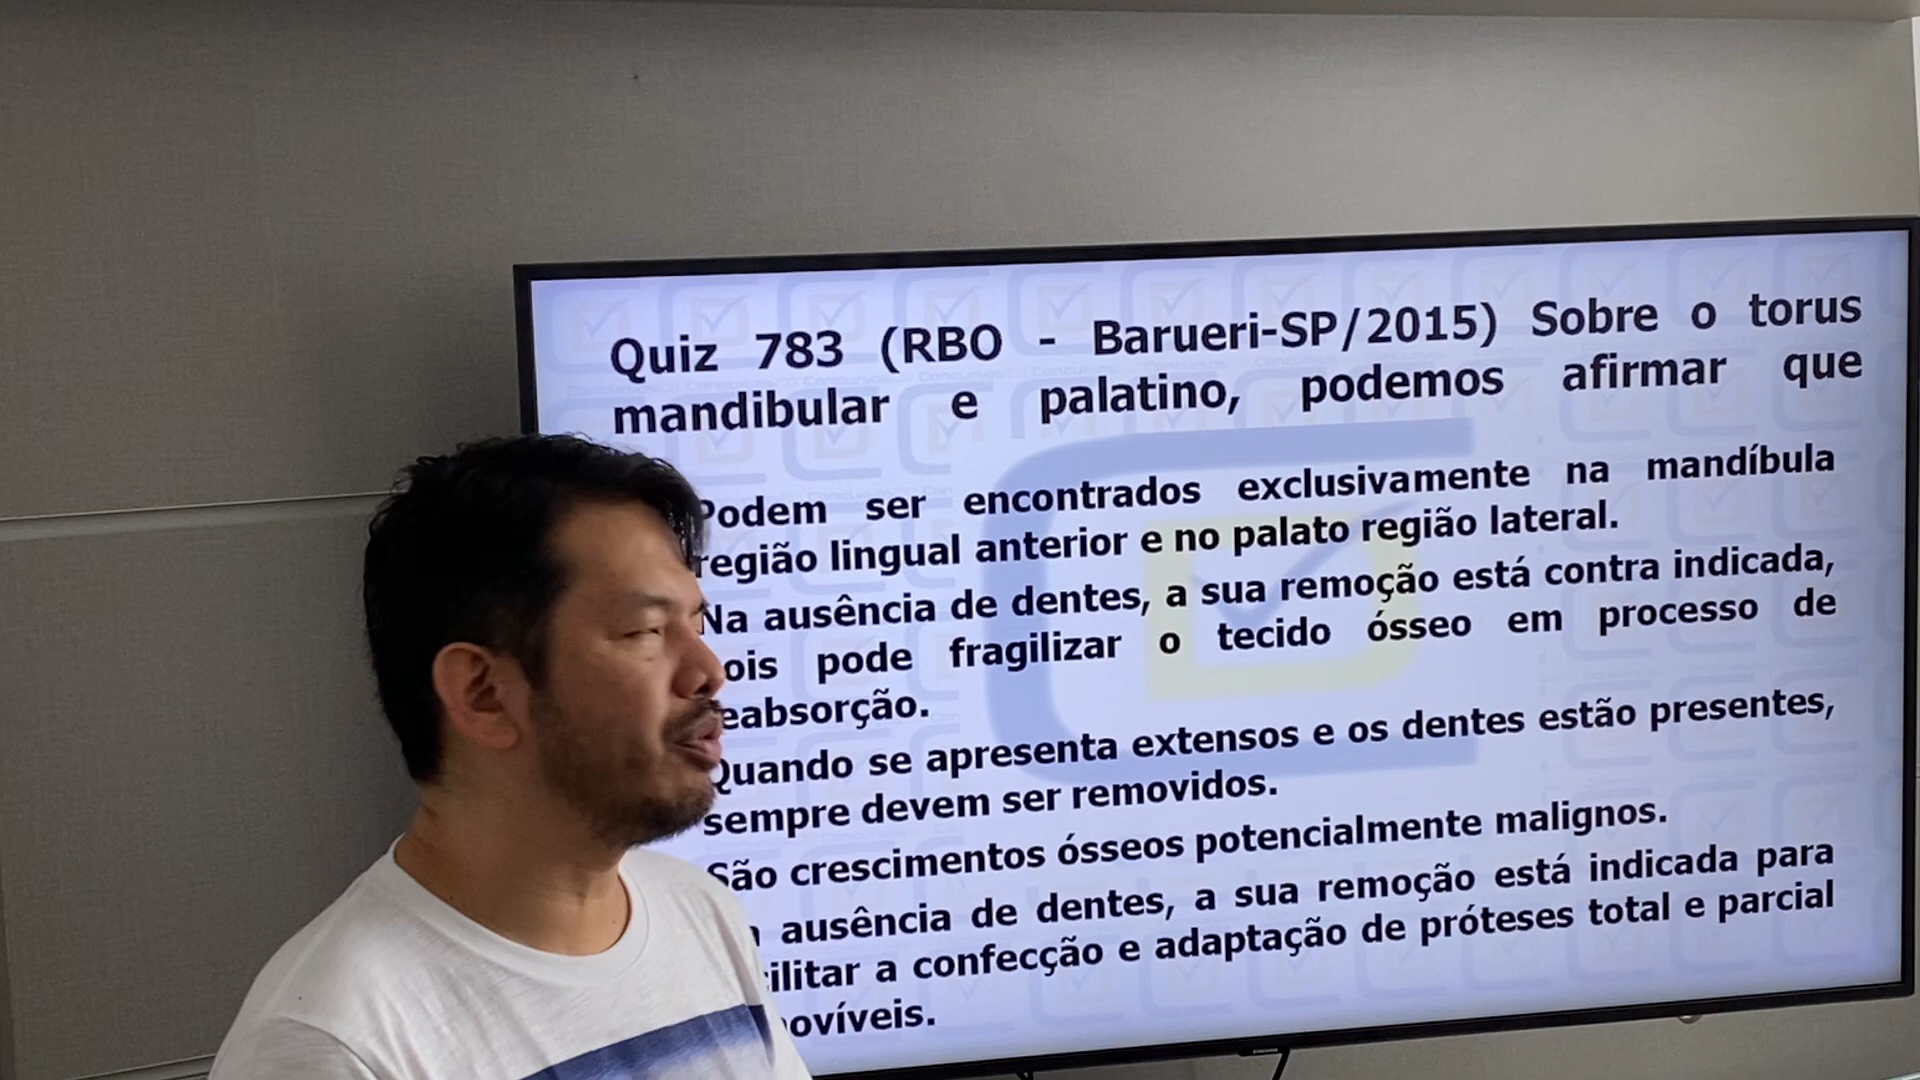 Quiz 783 (RBO - Barueri-SP/2015) Sobre o torus
mandibular e palatino, podemos afirmar que
Podem ser encontrados exclusivamente na mandíbula
região lingual anterior e no palato região lateral.
Na ausência de dentes, a sua remoção está contra indicada,
ois pode fragilizar o tecido ósseo em processo de
eabsorção.
Quando se apresenta extensos e os dentes estão presentes,
sempre devem ser removidos.
São crescimentos ósseos potencialmente malignos.
ausência de dentes, a sua remoção está indicada para
ilitar a confecção e adaptação de próteses total e parcial
ovíveis.